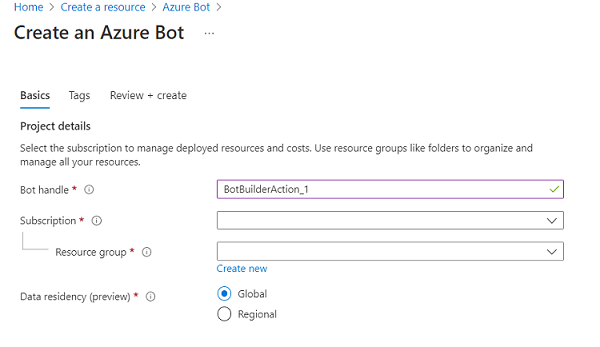 Home > Create a resource > Azure Bot >
Create an Azure Bot ...
Basics Tags Review + create
Project details
Select the subscription to manage deployed resources and costs. Use resource groups like folders to organize and
manage all your resources.
Bot handle * BotBuilderAction_1
Subscription *
Resource group *
Create new
Data residency (preview) * Global
Regional